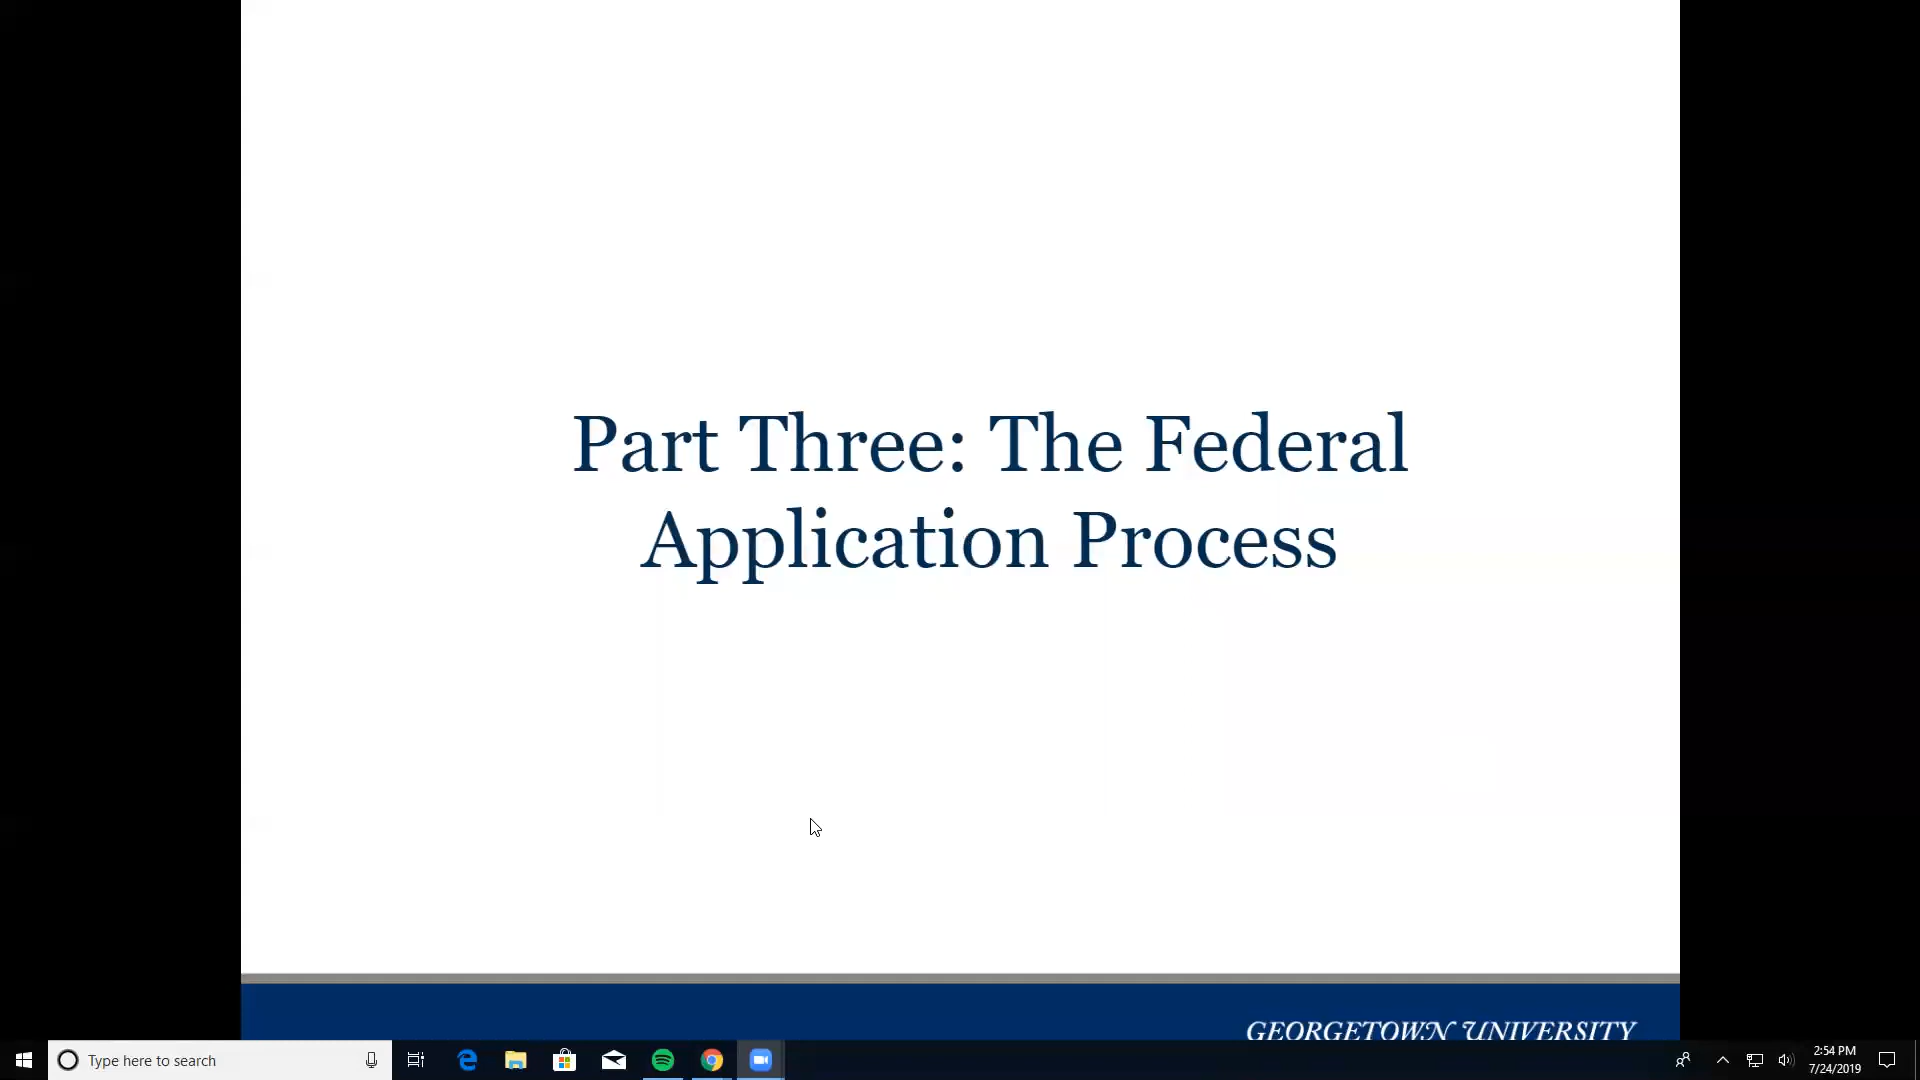 Part Three: The Federal
Application Process
GEORGETOWN UNIVERSITY
Type here to search
2:54 PM
7/24/2019